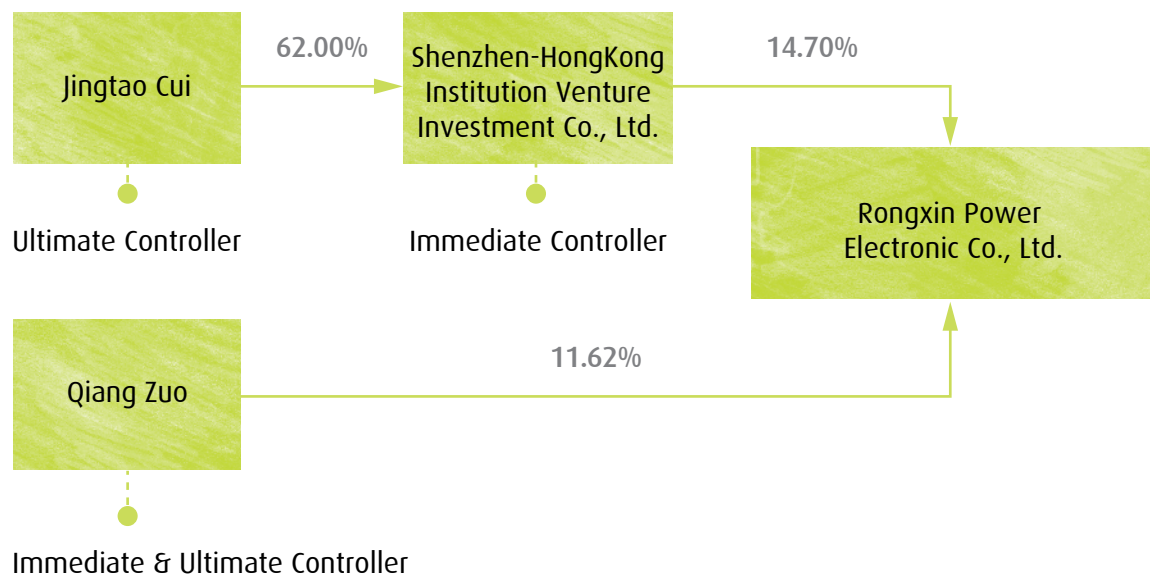 62.00%
14.70%
Jingtao Cui
Shenzhen-HongKong
Institution Venture
Investment Co., Ltd.
Rongxin Power
Electronic Co., Ltd.
Ultimate Controller
Immediate Controller
11.62%
Qiang Zuo
Immediate & Ultimate Controller